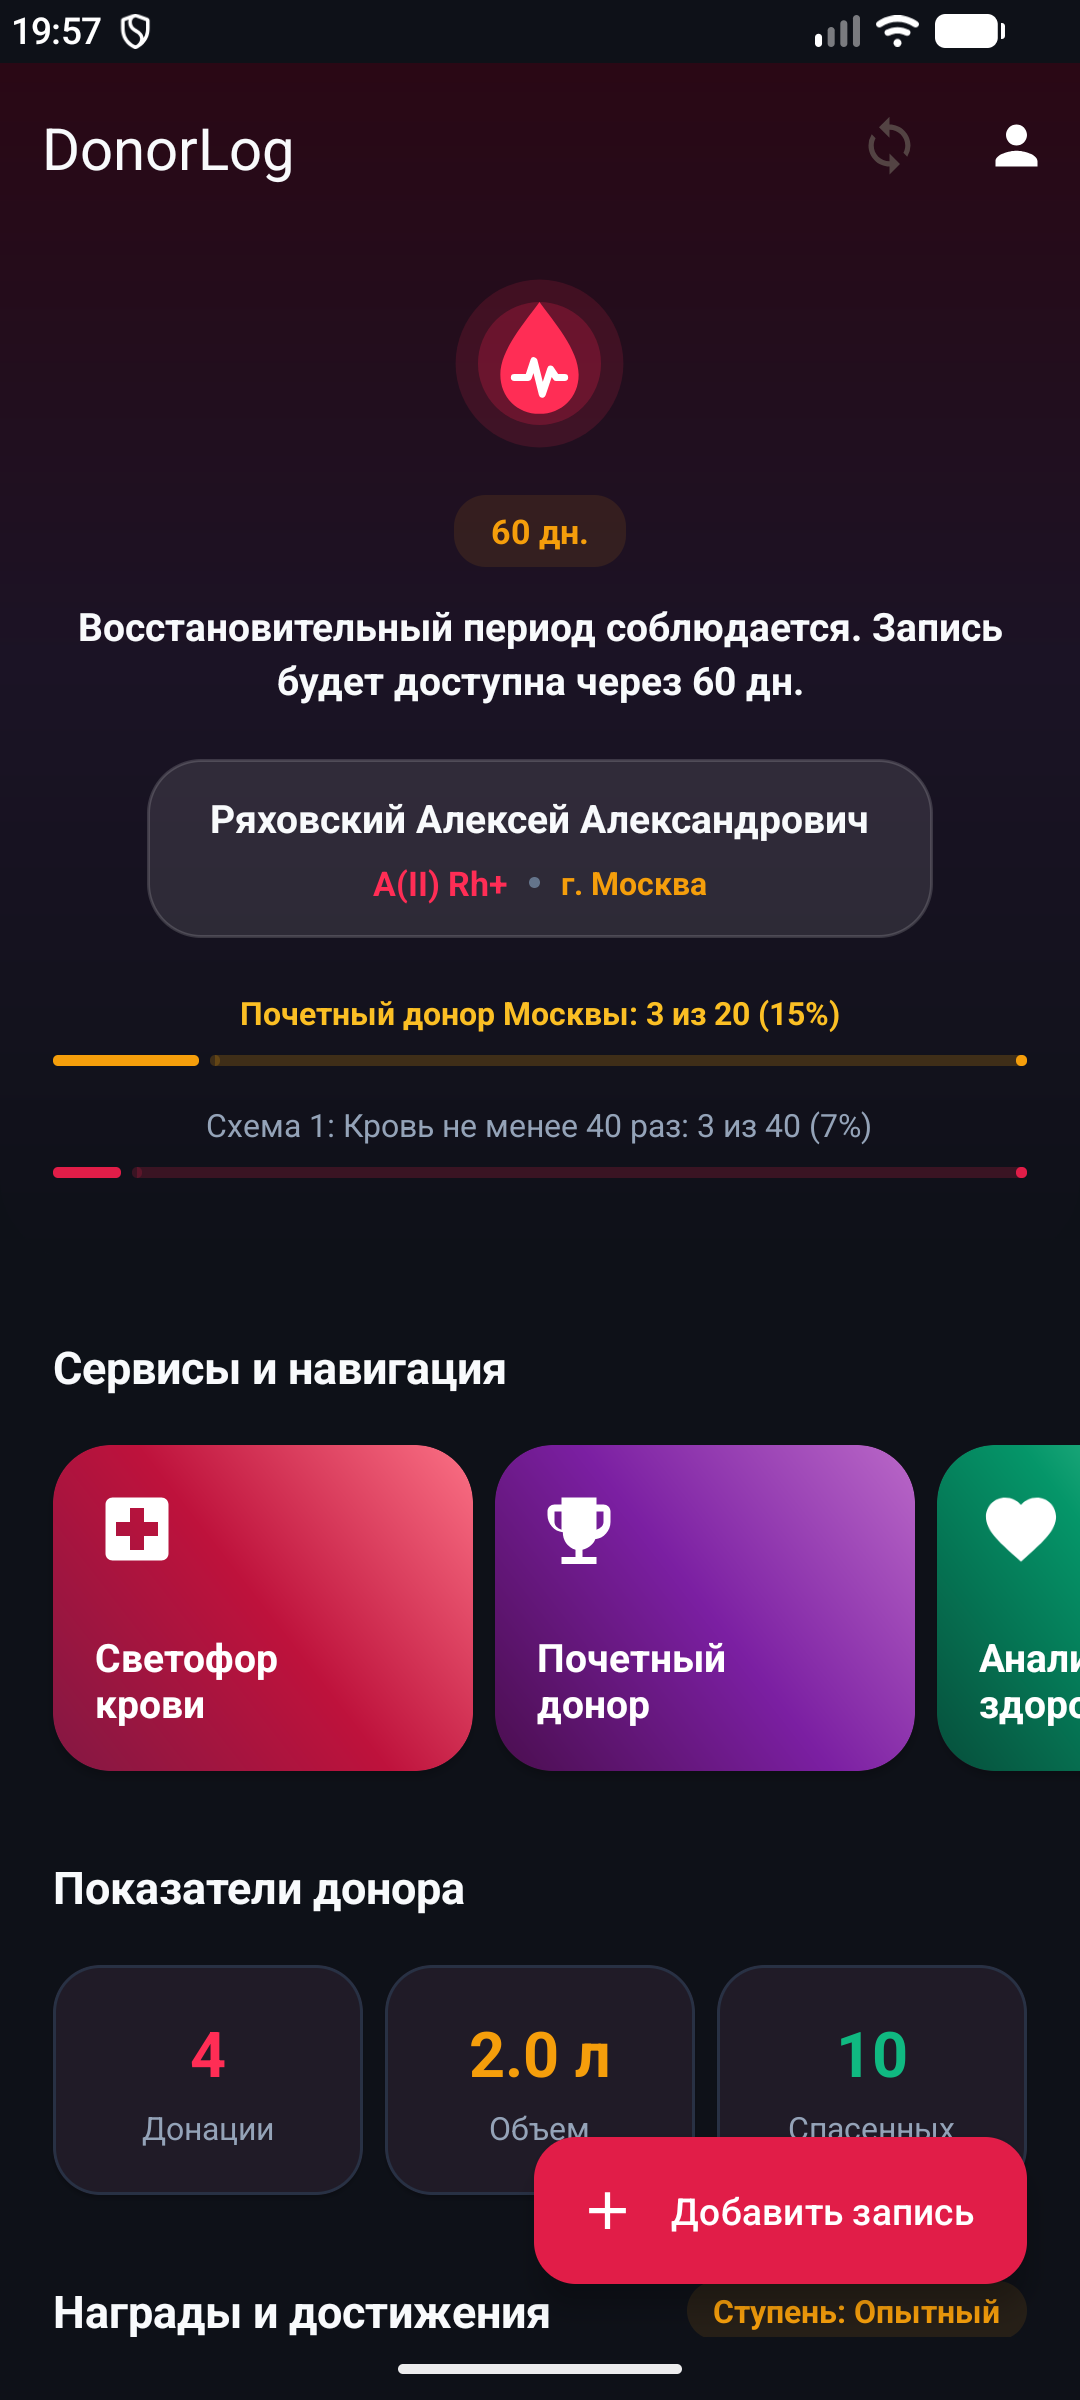 19:57
DonorLog
60 дн.
Восстановительный период соблюдается. Запись
будет доступна через 60 дн.
Ряховский Алексей Александрович
A(II) Rh+ • г. Москва
Почетный донор Москвы: 3 из 20 (15%)
Схема 1: Кровь не менее 40 раз: 3 из 40 (7%)
Сервисы и навигация
Светофор
крови
Почетный
донор
Анали
здоро
Показатели донора
4
Донации
2.0 л
Объем
10
Спасенных
Добавить запись
Награды и достижения
Ступень: Опытный